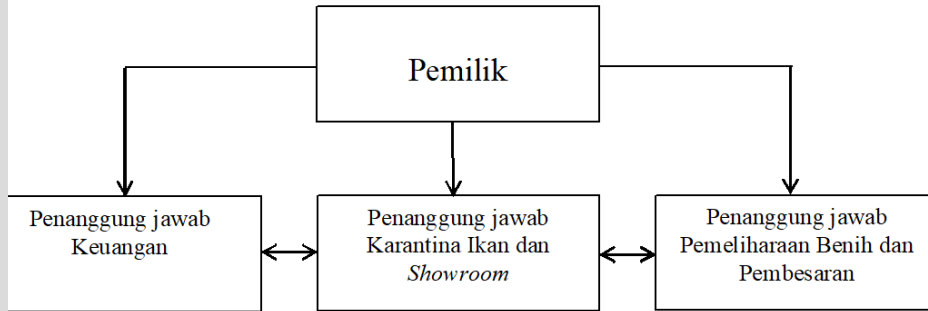 Pemilik
Penanggung jawab
Keuangan
Penanggung jawab
Karantina Ikan dan
Showroom
Penanggung jawab
Pemeliharaan Benih dan
Pembesaran